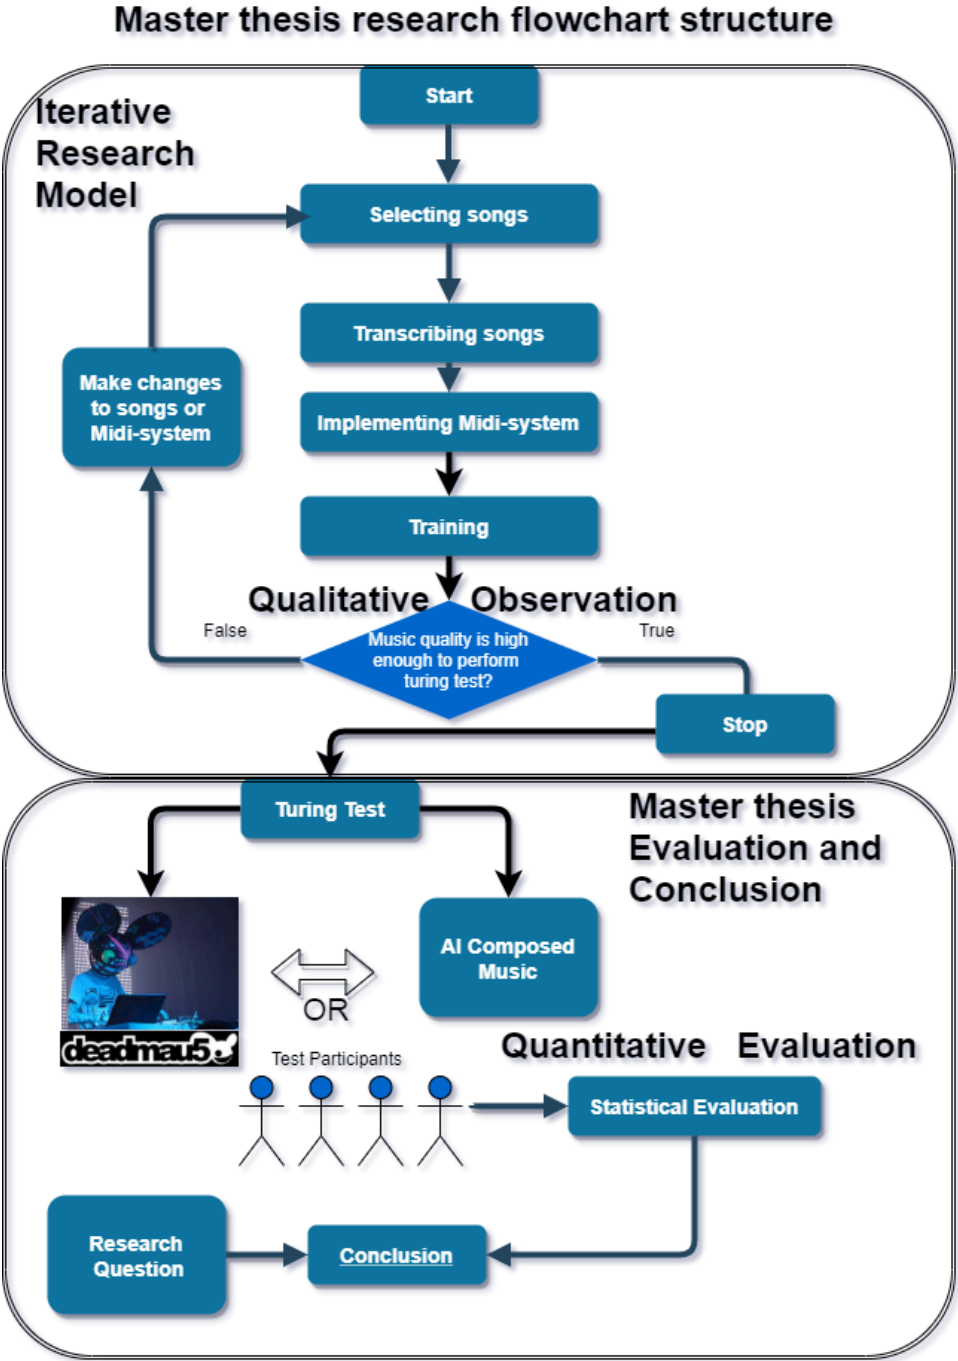 Master thesis research flowchart structure
Iterative
Research
Model
Start
Selecting songs
Transcribing songs
Make changes
to songs or
Midi-system
Implementing Midi-system
Training
Qualitative Observation
False
True
Music quality is high
enough to perform
turing test?
Stop
Turing Test
Master thesis
Evaluation and
Conclusion
AI Composed
Music
OR
deadmau5
Test Participants
Quantitative Evaluation
Statistical Evaluation
Research
Question
Conclusion